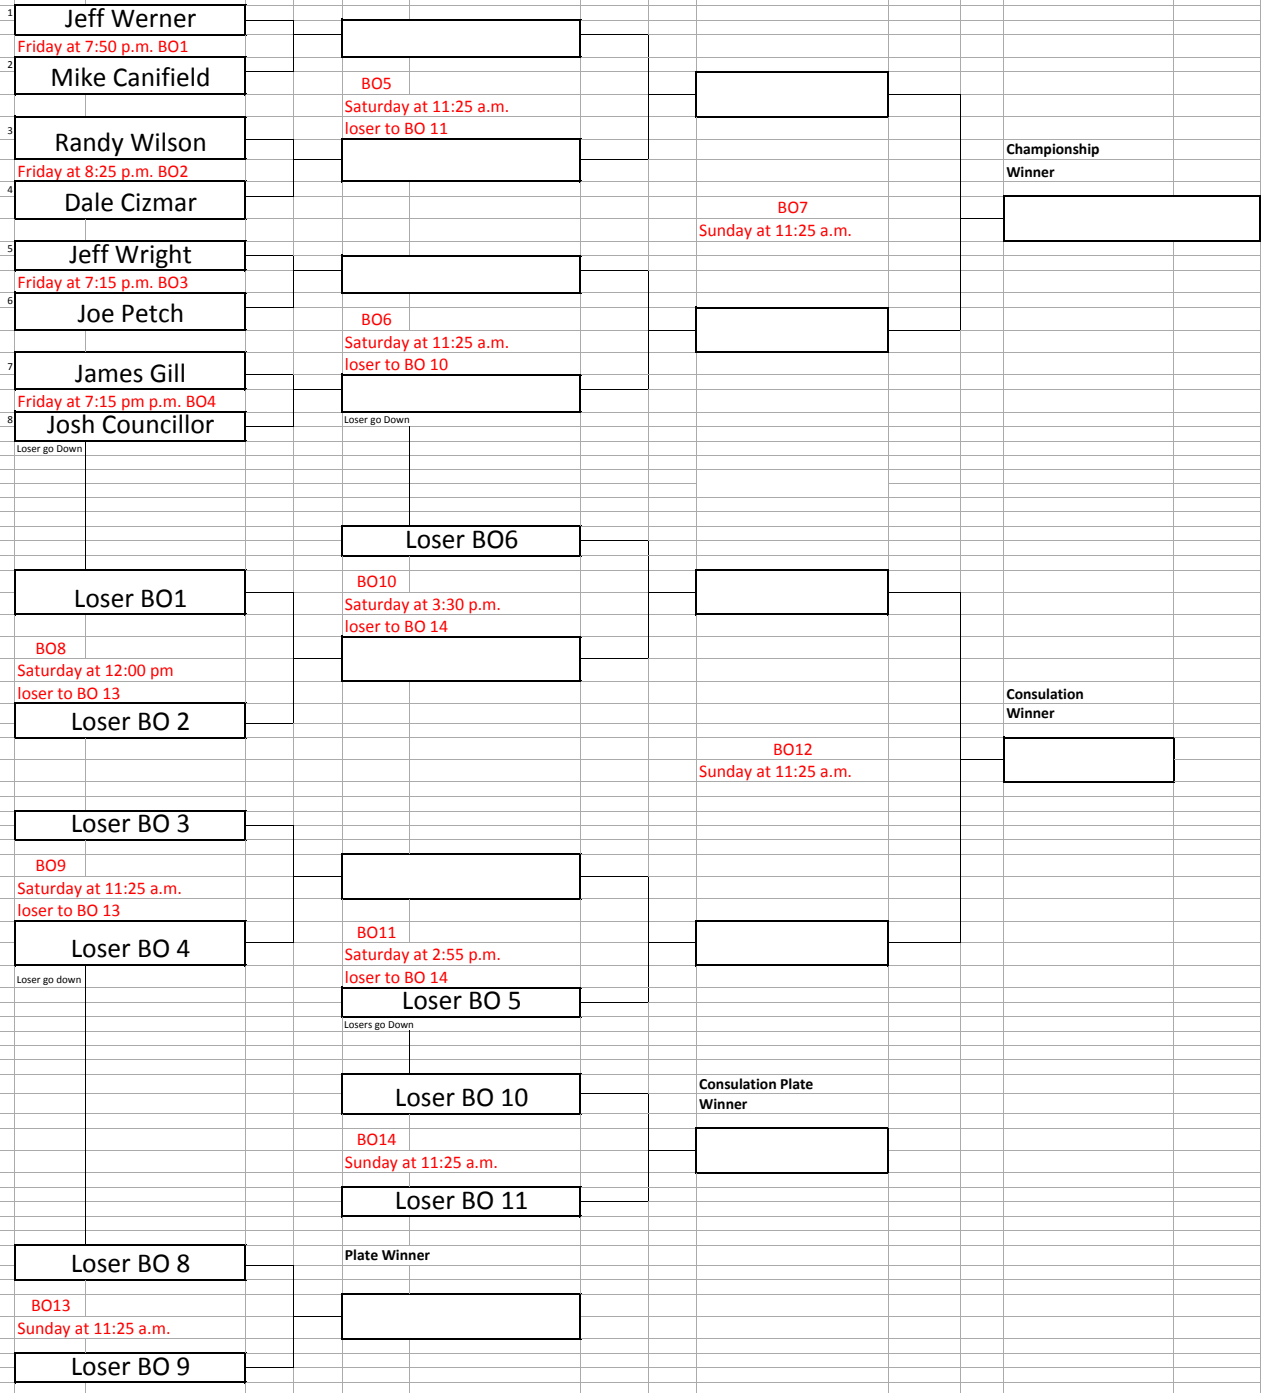 1
Jeff Werner
Friday at 7:50 p.m. BO1
2
Mike Canifield
BO5
Saturday at 11:25 a.m.
loser to BO 11
3
Randy Wilson
Friday at 8:25 p.m. BO2
4
Dale Cizmar
Championship
Winner
BO7
Sunday at 11:25 a.m.
5
Jeff Wright
Friday at 7:15 p.m. BO3
6
Joe Petch
BO6
Saturday at 11:25 a.m.
loser to BO 10
7
James Gill
Friday at 7:15 pm p.m. BO4
8
Josh Councillor
Loser go Down
Loser go Down
Loser BO6
Loser BO1
BO10
Saturday at 3:30 p.m.
loser to BO 14
BO8
Saturday at 12:00 pm
loser to BO 13
Loser BO 2
Consulation
Winner
BO12
Sunday at 11:25 a.m.
Loser BO 3
BO9
Saturday at 11:25 a.m.
loser to BO 13
Loser BO 4
Loser go down
BO11
Saturday at 2:55 p.m.
loser to BO 14
Loser BO 5
Losers go Down
Loser BO 10
Consulation Plate
Winner
BO14
Sunday at 11:25 a.m.
Loser BO 11
Loser BO 8
Plate Winner
BO13
Sunday at 11:25 a.m.
Loser BO 9